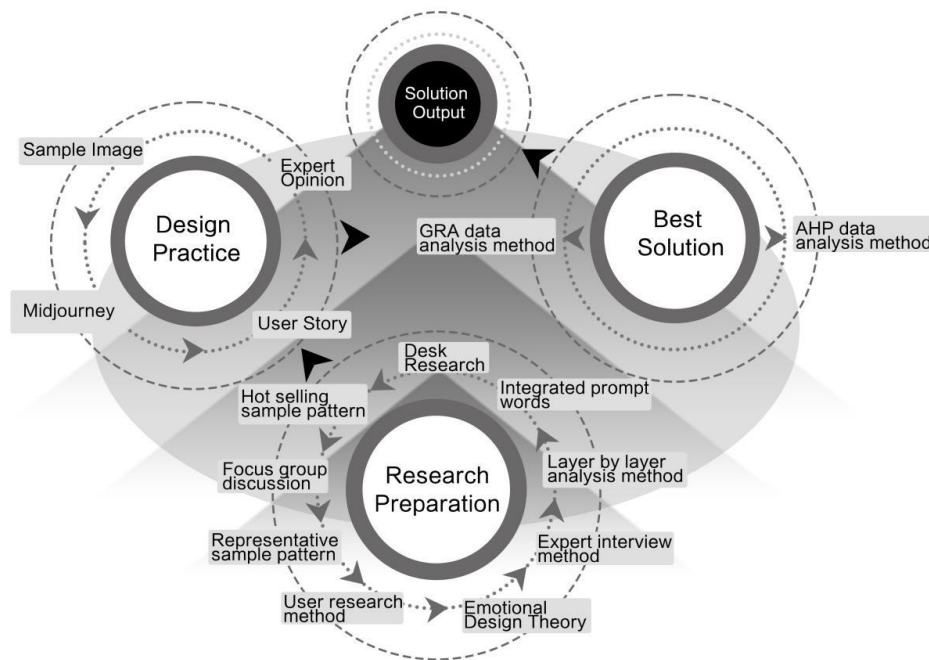 Solution
Output
Sample Image
Expert
Opinion
Design
Practice
GRA data
analysis method
Best
Solution
AHP data
analysis method
Midjourney
User Story
Desk
Research
Hot selling
sample pattern
Integrated prompt
words
Focus group
discussion
Research
Preparation
Layer by layer
analysis method
Representative
sample pattern
Expert interview
method
User research
method
Emotional
Design Theory